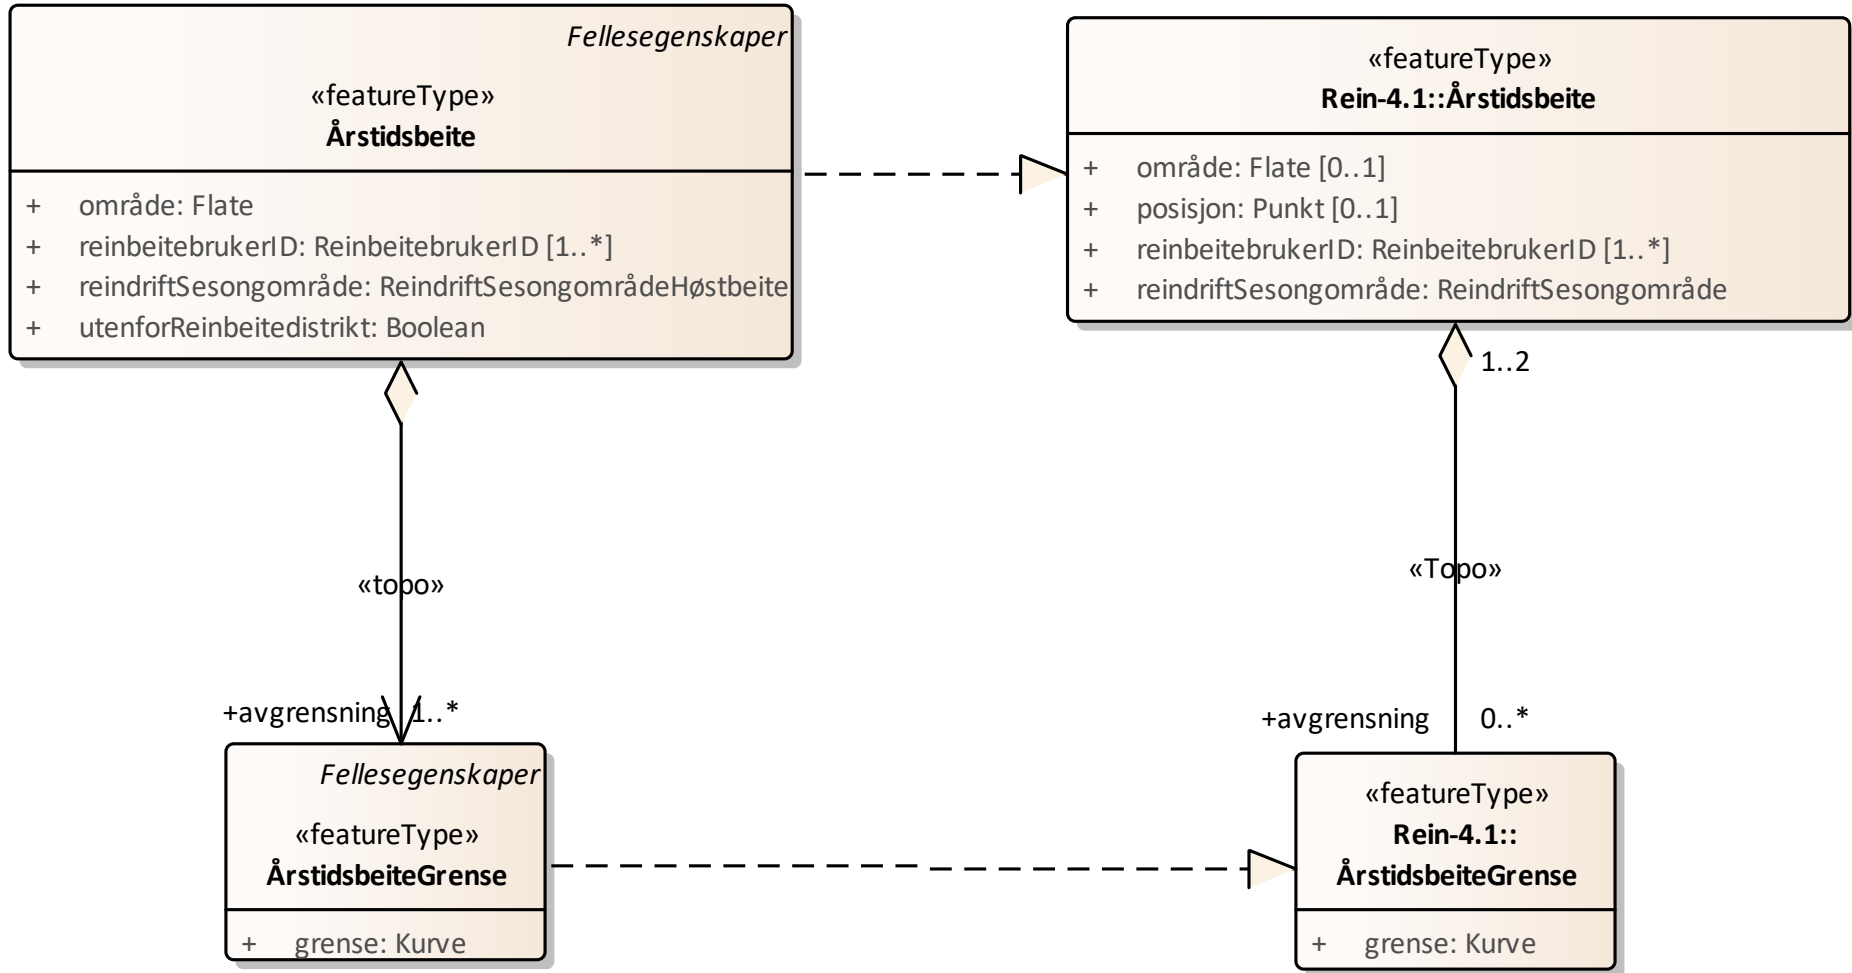 Fellesegenskaper
«featureType»
Årstidsbeite
+ område: Flate
+ reinbeitebrukerID: ReinbeitebrukerID [1..*]
+ reindriftSesongområde: ReindriftSesongområdeHøstbeite
+ utenforReinbeitedistrikt: Boolean
«featureType»
Rein-4.1::Årstidsbeite
+ område: Flate [0..1]
+ posisjon: Punkt [0..1]
+ reinbeitebrukerID: ReinbeitebrukerID [1..*]
+ reindriftSesongområde: ReindriftSesongområde
1..2
«topo»
«Topo»
+avgrensning 1..*
+avgrensning 0..*
Fellesegenskaper
«featureType»
ÅrstidsbeiteGrense
+ grense: Kurve
«featureType»
Rein-4.1::
ÅrstidsbeiteGrense
+ grense: Kurve